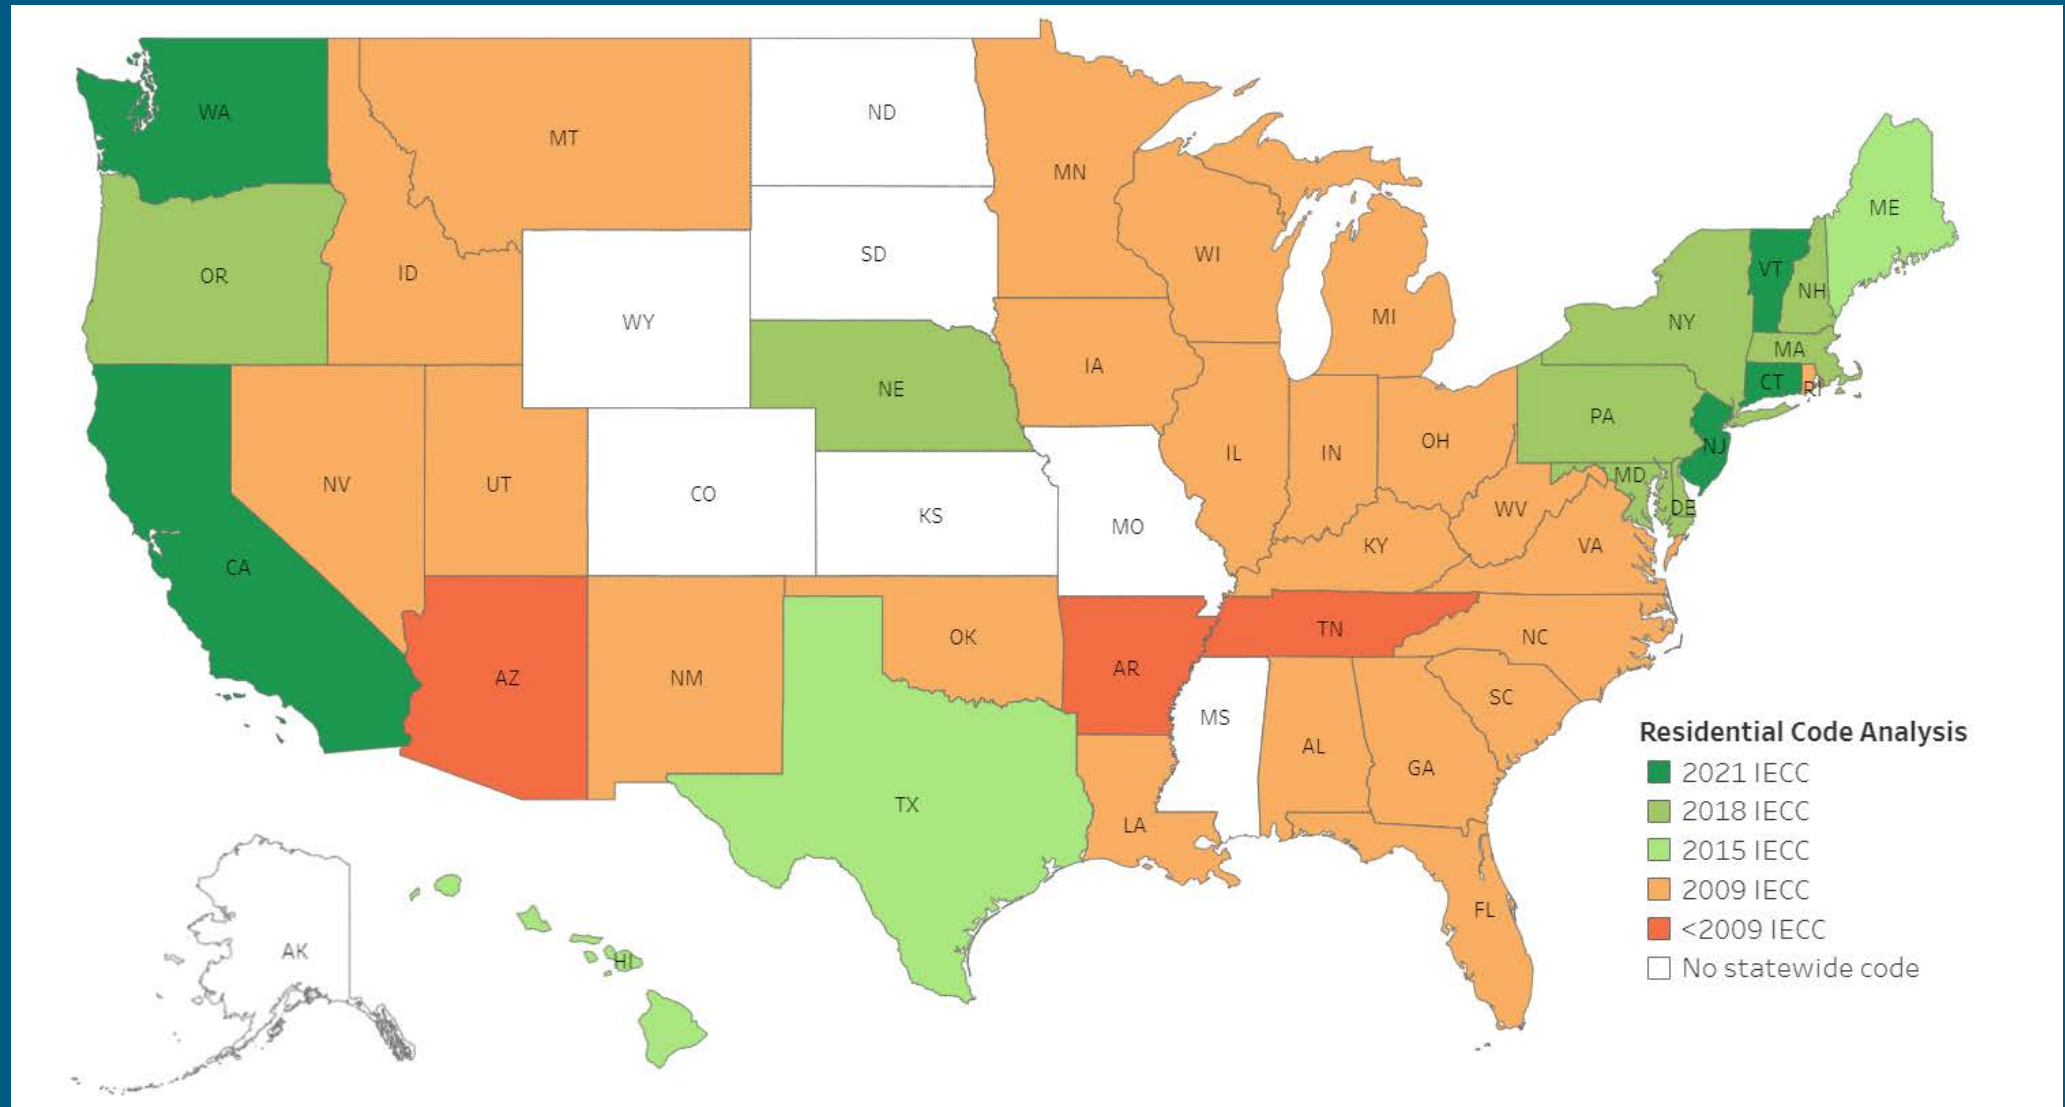 WA
MT
ND
MN
ME
OR
ID
SD
WI
VT
NH
WY
MI
NY
MA
IA
NE
CT
RI
PA
NV
UT
CO
KS
IL
IN
OH
NJ
MD
DE
MO
WV
VA
KY
CA
AZ
NM
OK
AR
TN
NC
SC
MS
AL
GA
TX
LA
FL
AK
HI
Residential Code Analysis
2021 IECC
2018 IECC
2015 IECC
2009 IECC
<2009 IECC
No statewide code